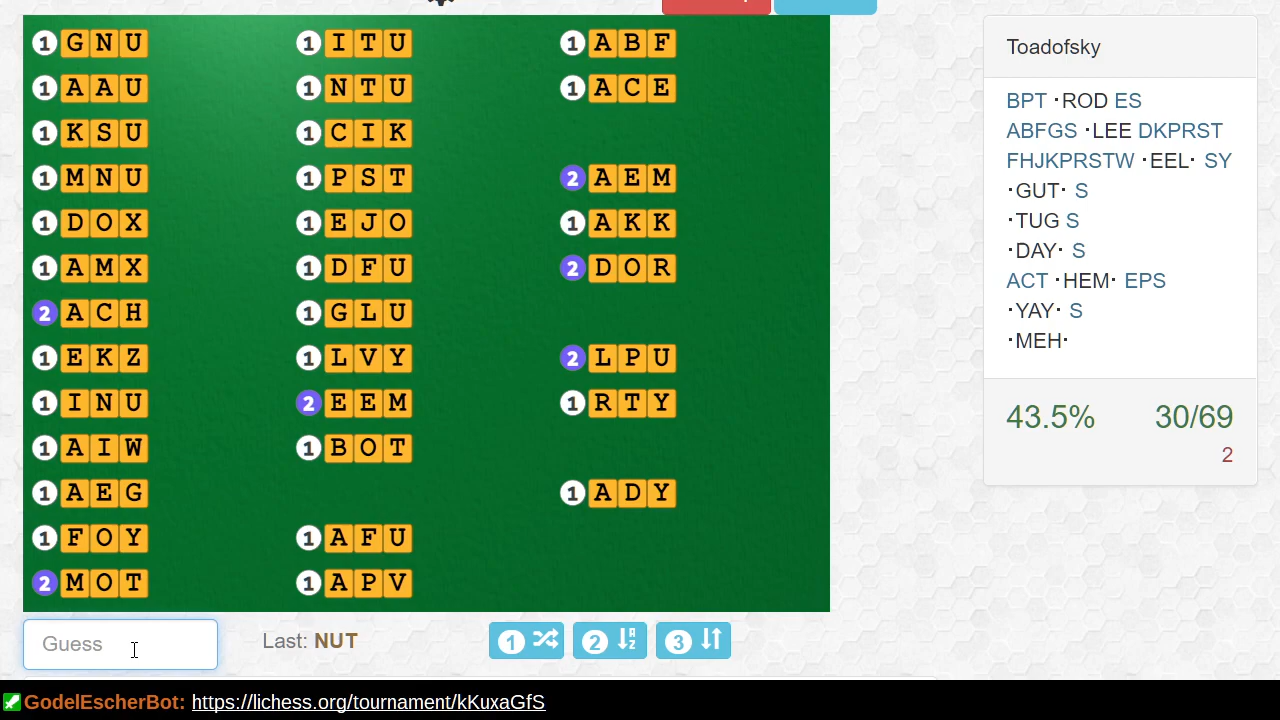 1 GNU 1 ITU 1 ABF
1 AAU 1 NTU 1 ACE
1 KSU 1 CIK
1 MNU 1 PST 2 AEM
1 DOX 1 EJO 1 AKK
1 AMX 1 DFU 2 DOR
2 ACH 1 GLU
1 EKZ 1 LVY 2 LPU
1 INU 2 EEM 1 RTY
1 AIW 1 BOT
1 AEG 1 ADY
1 FOY 1 AFU
2 MOT 1 APV
Guess
Last: NUT
1 2 3
Toadofsky
BPT ·ROD ES
ABFGS ·LEE DKPRST
FHJKPRSTW ·EEL· SY
·GUT· S
·TUG S
·DAY· S
ACT ·HEM· EPS
·YAY· S
·MEH·
43.5% 30/69
2
GodelEscherBot: https://lichess.org/tournament/kKuxaGfS